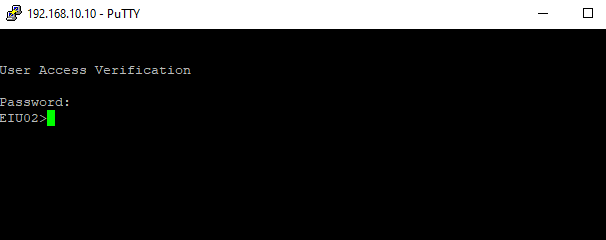 192.168.10.10 - PuTTY
User Access Verification
Password:
EIU02>